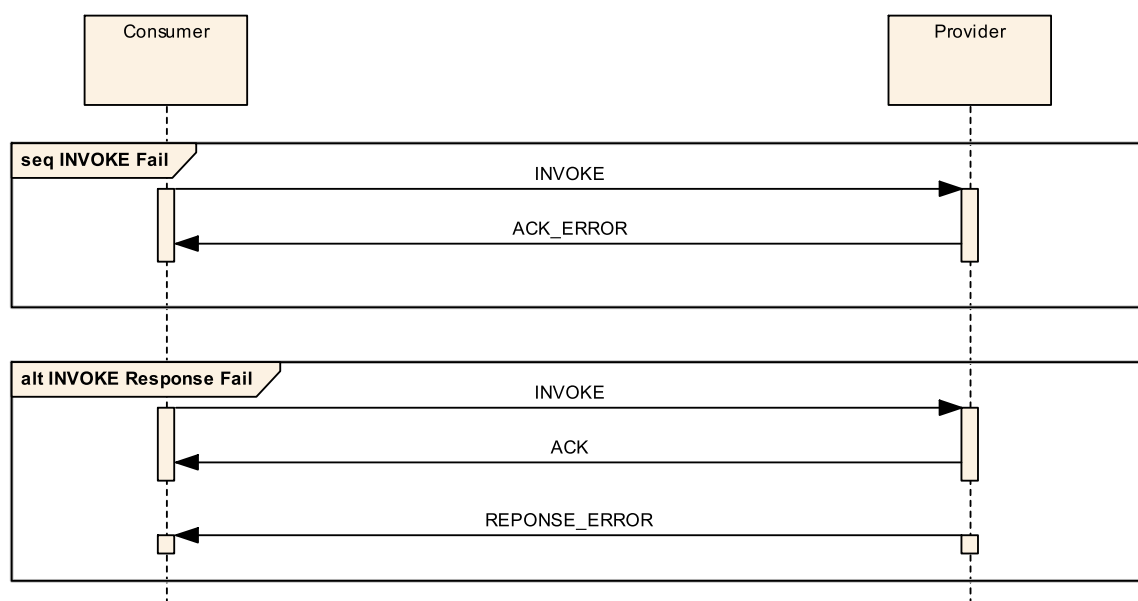 Consumer
Provider
seq INVOKE Fail
INVOKE
ACK_ERROR
alt INVOKE Response Fail
INVOKE
ACK
REPONSE_ERROR